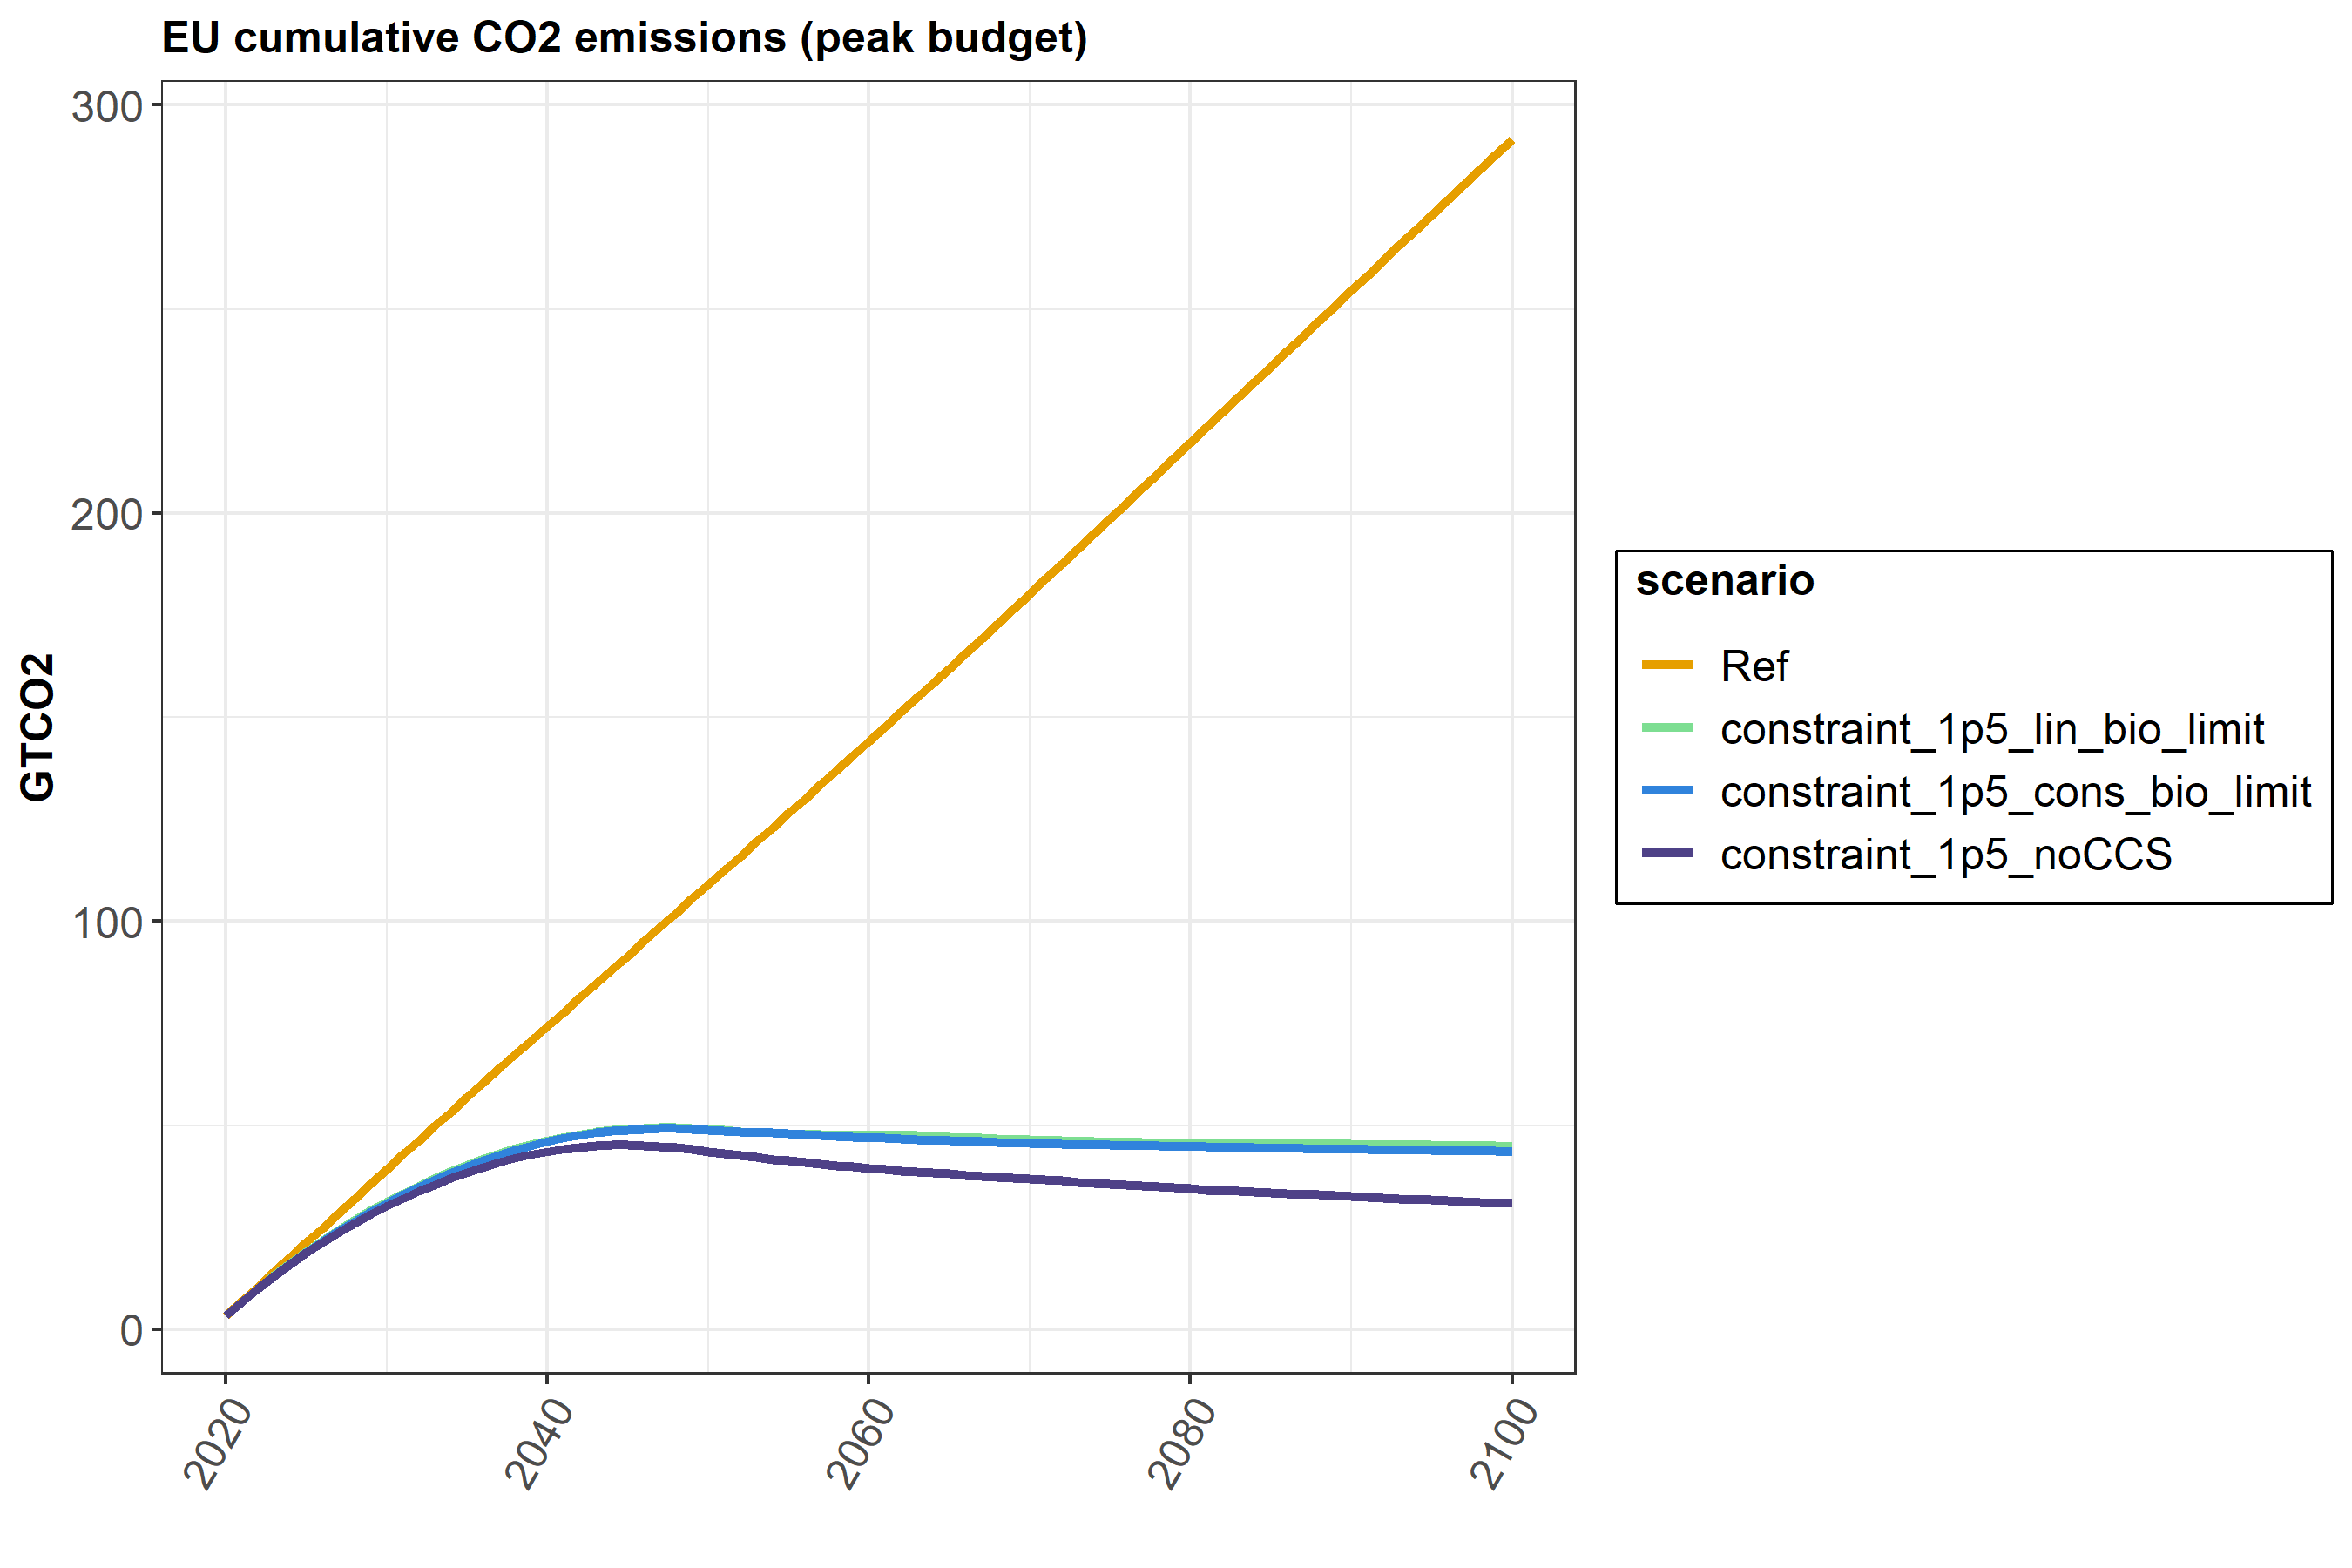 EU cumulative CO2 emissions (peak budget)
300
200
100
0
GTCO2
2020
2040
2060
2080
2100
scenario
Ref
constraint_1p5_lin_bio_limit
constraint_1p5_cons_bio_limit
constraint_1p5_noCCS